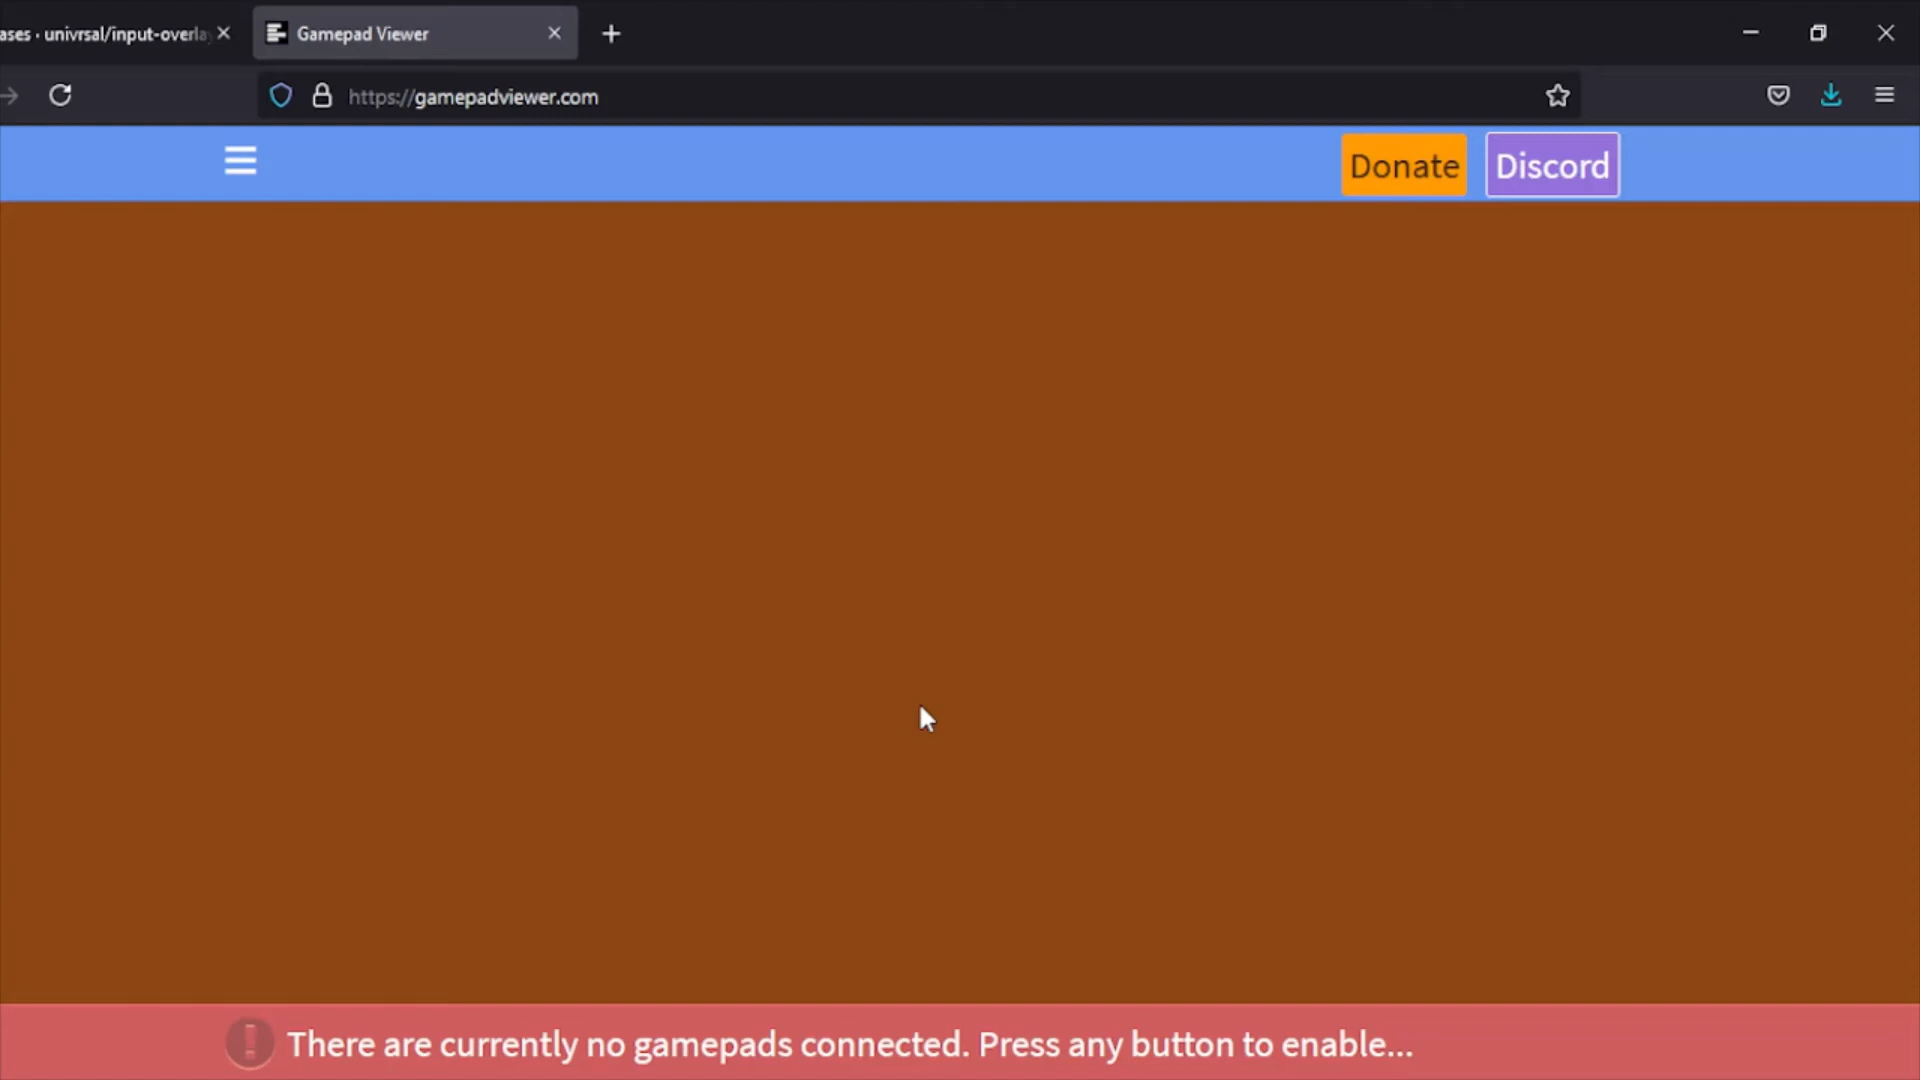 ases · univrsal/input-overla
Gamepad Viewer
https://gamepadviewer.com
Donate
Discord
There are currently no gamepads connected. Press any button to enable...